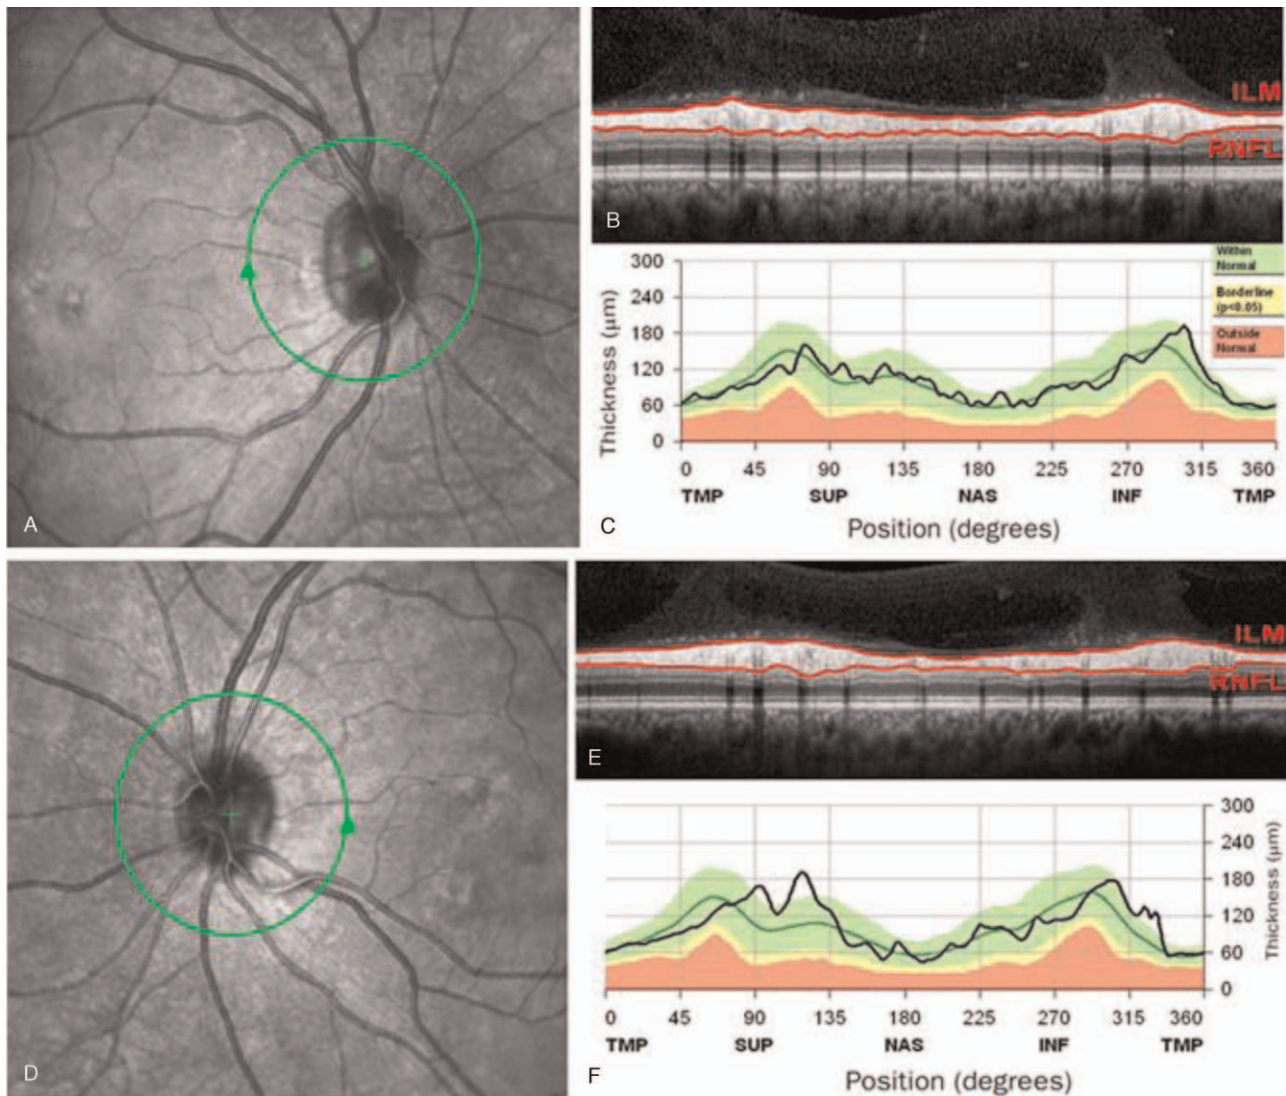 A
ILM
RNFL
B
Within
Normal
Borderline
(p<0.05)
Outside
Normal
300
240
180
120
60
0
Thickness (µm)
0 45 90 135 180 225 270 315 360
TMP SUP NAS INF TMP
C
Position (degrees)
D
ILM
RNFL
E
300
240
180
120
60
0
Thickness (µm)
0 45 90 135 180 225 270 315 360
TMP SUP NAS INF TMP
F
Position (degrees)